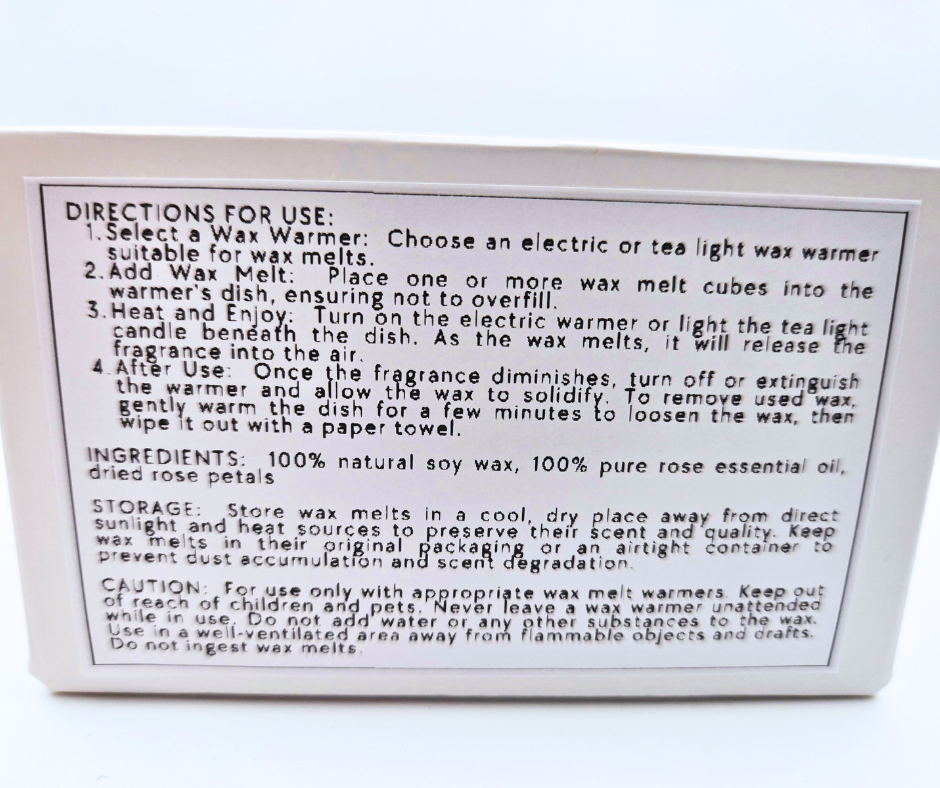 DIRECTIONS FOR USE:
1. Select a Wax Warmer: Choose an electric or tea light wax warmer
suitable for wax melts.
2. Add Wax Melt: Place one or more wax melt cubes into the
warmer's dish, ensuring not to overfill.
3. Heat and Enjoy: Turn on the electric warmer or light the tea light
candle beneath the dish. As the wax melts, it will release the
fragrance into the air.
4. After Use: Once the fragrance diminishes, turn off or extinguish
the warmer and allow the wax to solidify. To remove used wax,
gently warm the dish for a few minutes to loosen the wax, then
wipe it out with a paper towel.
INGREDIENTS: 100% natural soy wax, 100% pure rose essential oil,
dried rose petals
STORAGE: Store wax melts in a cool, dry place away from direct
sunlight and heat sources to preserve their scent and quality. Keep
wax melts in their original packaging or an airtight container to
prevent dust accumulation and scent degradation.
CAUTION: For use only with appropriate wax melt warmers. Keep out
of reach of children and pets. Never leave a wax warmer unattended
while in use. Do not add water or any other substances to the wax.
Use in a well-ventilated area away from flammable objects and drafts.
Do not ingest wax melts.